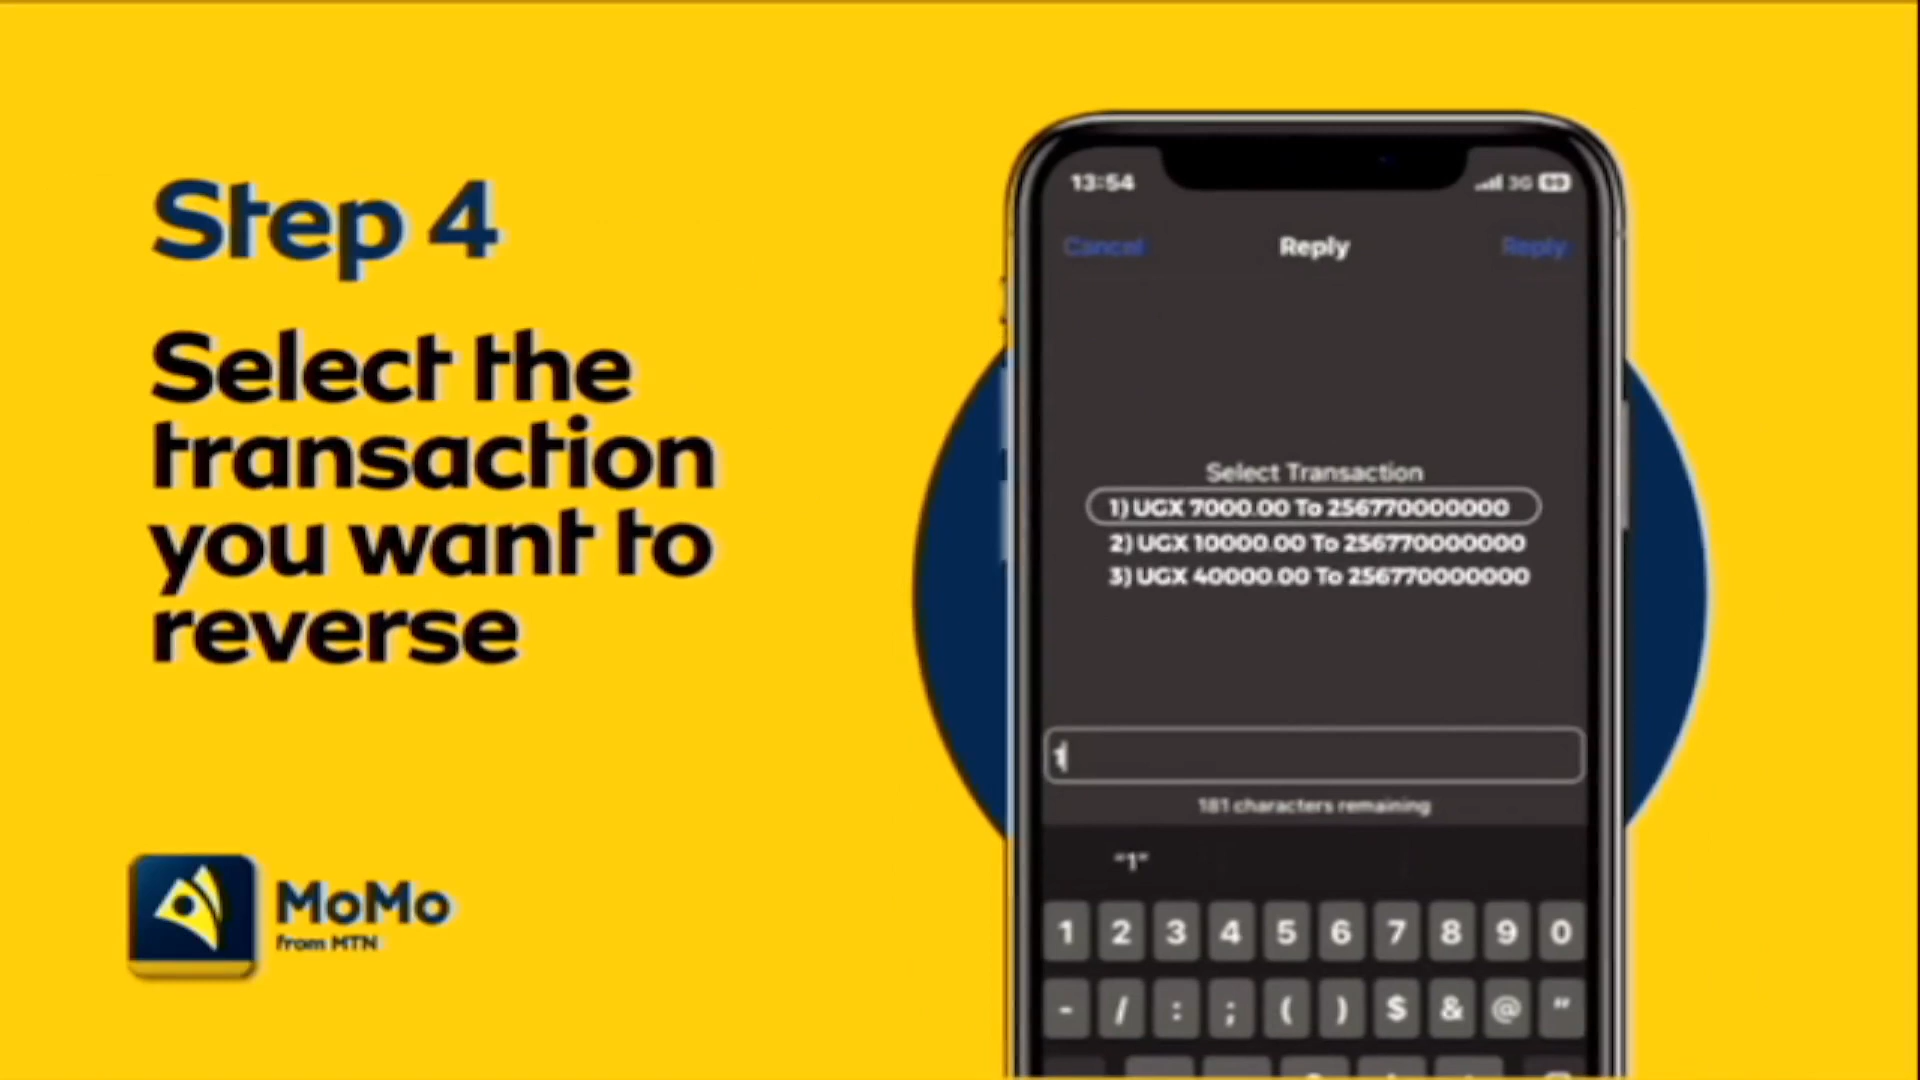 Step 4
Select the
transaction
you want to
reverse
MoMo
from MTN
13:54
3G 99
Cancel
Reply
Reply
Select Transaction
1) UGX 7000.00 To 256770000000
2) UGX 10000.00 To 256770000000
3) UGX 40000.00 To 256770000000
1
181 characters remaining
"1"
1 2 3 4 5 6 7 8 9 0
- / : ; ( ) $ & @ "